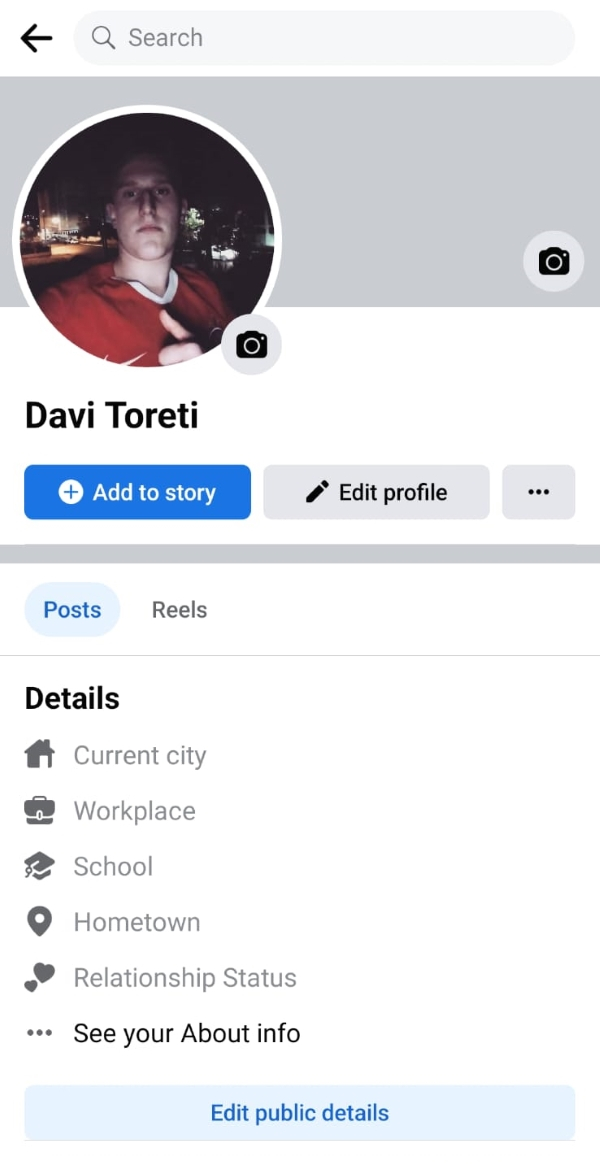 Search
Davi Toreti
Add to story
Edit profile
Posts
Reels
Details
Current city
Workplace
School
Hometown
Relationship Status
See your About info
Edit public details